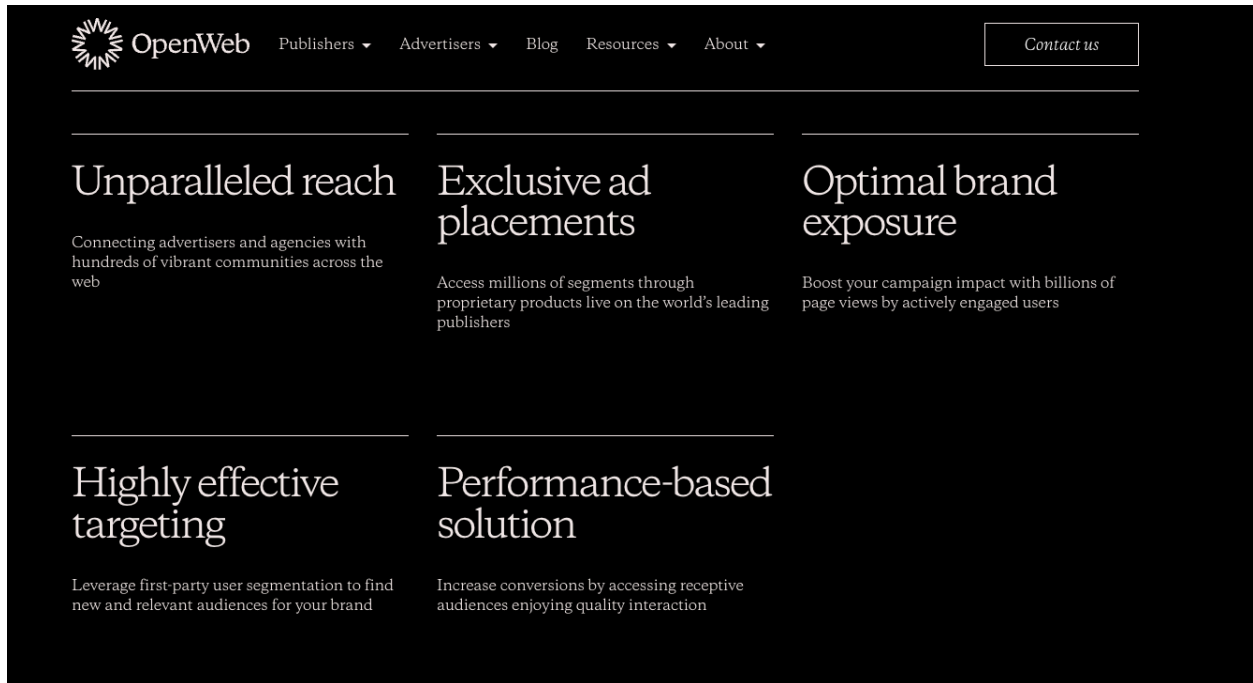 OpenWeb Publishers Advertisers Blog Resources About Contact us
Unparalleled reach
Connecting advertisers and agencies with
hundreds of vibrant communities across the
web
Exclusive ad
placements
Access millions of segments through
proprietary products live on the world’s leading
publishers
Optimal brand
exposure
Boost your campaign impact with billions of
page views by actively engaged users
Highly effective
targeting
Leverage first-party user segmentation to find
new and relevant audiences for your brand
Performance-based
solution
Increase conversions by accessing receptive
audiences enjoying quality interaction